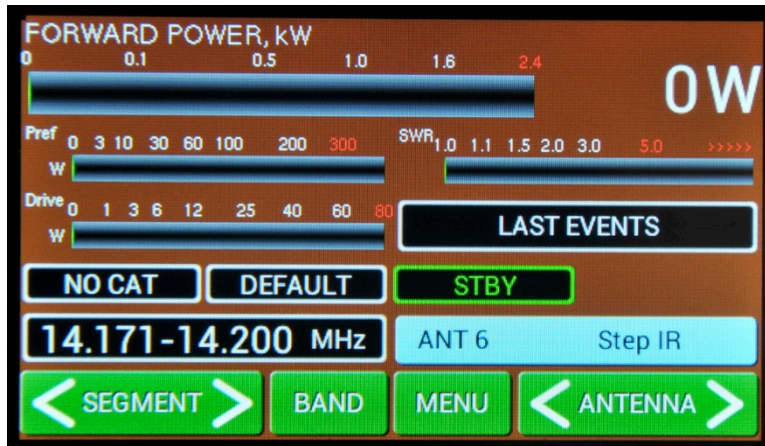 FORWARD POWER, kW
0 0.1 0.5 1.0 1.6 2.4
0 W
Pref 0 3 10 30 60 100 200 300
W
SWR 1.0 1.1 1.5 2.0 3.0 5.0 >>>>>
Drive 0 1 3 6 12 25 40 60 80
W
LAST EVENTS
NO CAT DEFAULT STBY
14.171-14.200 MHz ANT 6 Step IR
< SEGMENT > BAND MENU < ANTENNA >